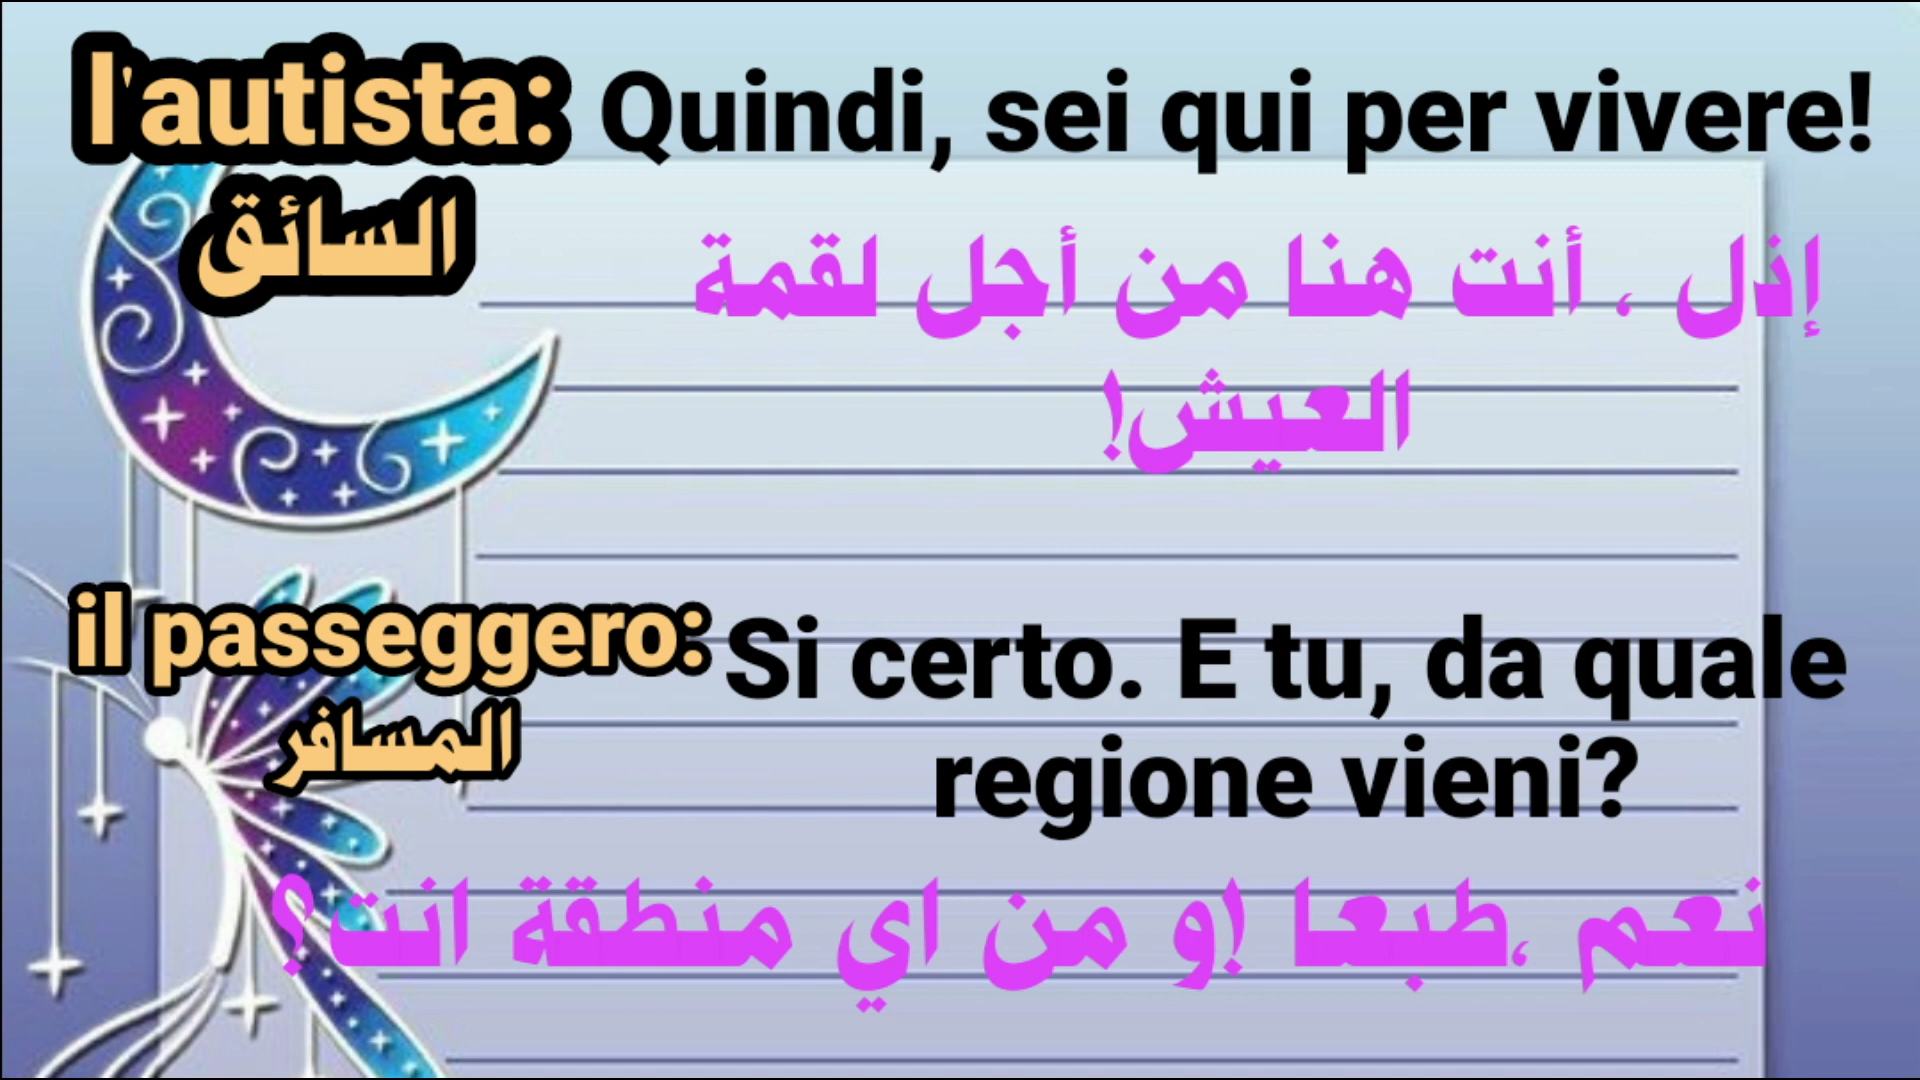 l'autista: Quindi, sei qui per vivere!
السائق
إذل ، أنت هنا من أجل لقمة
العيش!
il passeggero: Si certo. E tu, da quale
المسافر
regione vieni?
نعم ،طبعا !و من اي منطقة انت؟